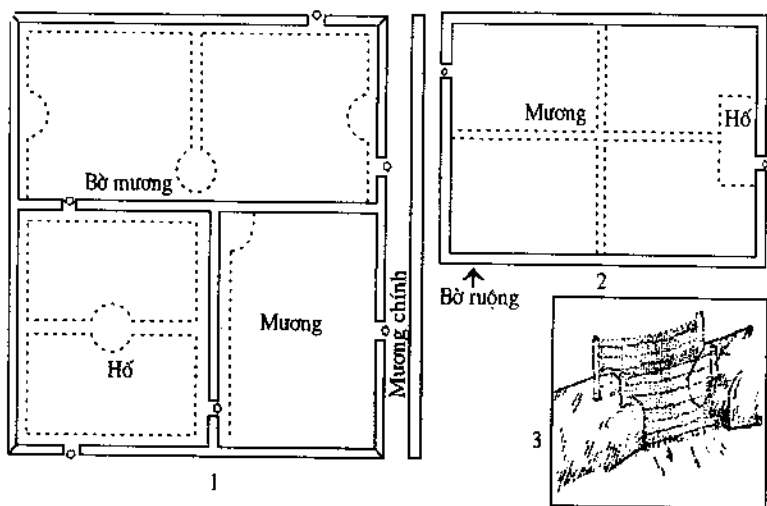 Bờ mương
Hố
Mương
Mương chính
1
Mương
Hố
Bờ ruộng
2
3